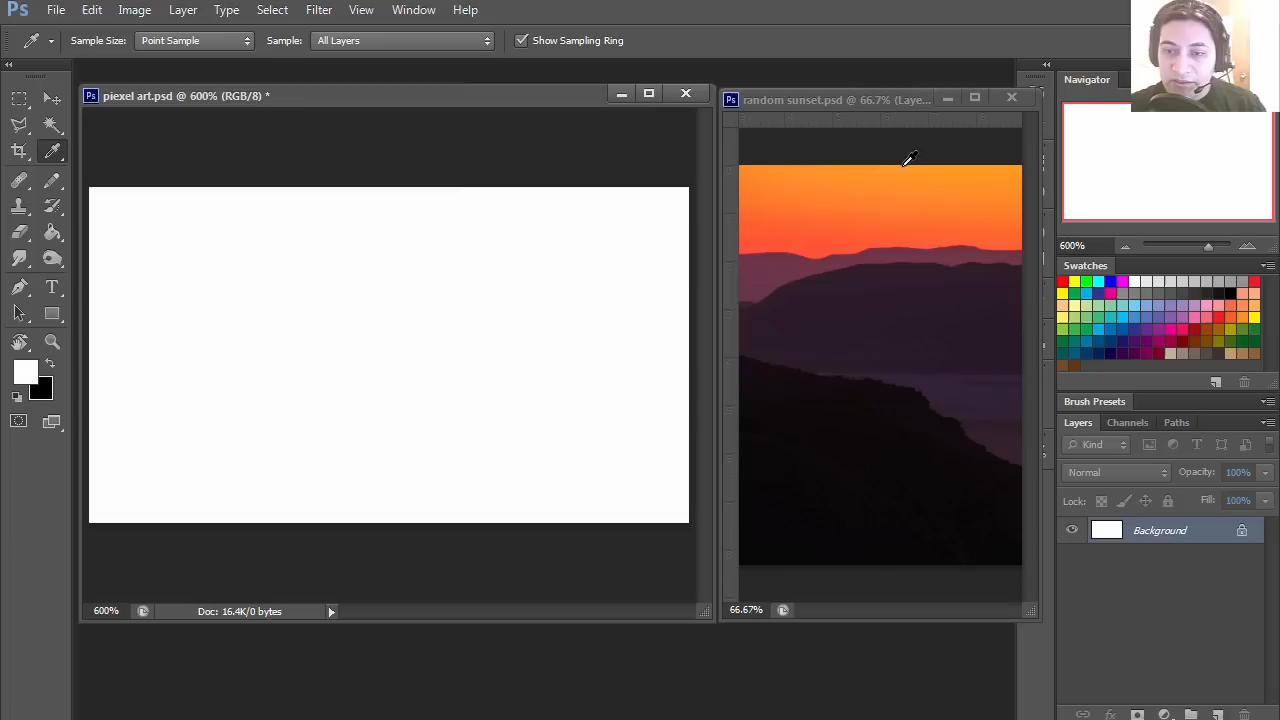 Ps File Edit Image Layer Type Select Filter View Window Help
Sample Size: Point Sample Sample: All Layers Show Sampling Ring
Ps piexel art.psd @ 600% (RGB/8) *
Ps random sunset.psd @ 66.7% (Laye...
Navigator
600%
Swatches
Brush Presets
Layers Channels Paths
Kind T
Normal Opacity: 100%
Lock: Fill: 100%
Background
600% Doc: 16.4K/0 bytes
66.67%
T
fx